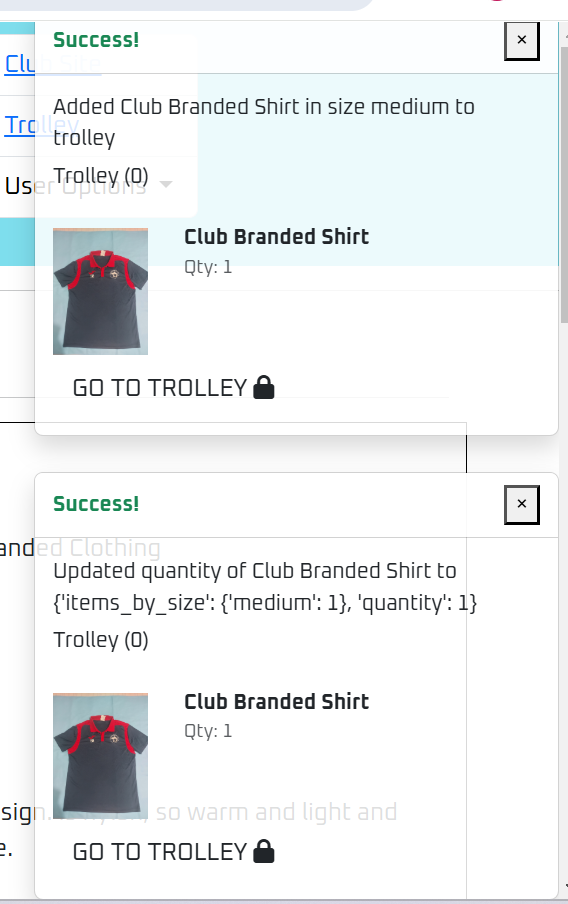 Success!
×
Club Site
Added Club Branded Shirt in size medium to
Trolley
trolley
Trolley (0)
User Options
Club Branded Shirt
Qty: 1
GO TO TROLLEY
Success!
×
anded Clothing
Updated quantity of Club Branded Shirt to
{'items_by_size': {'medium': 1}, 'quantity': 1}
Trolley (0)
Club Branded Shirt
Qty: 1
sign. so warm and light and
GO TO TROLLEY
e.